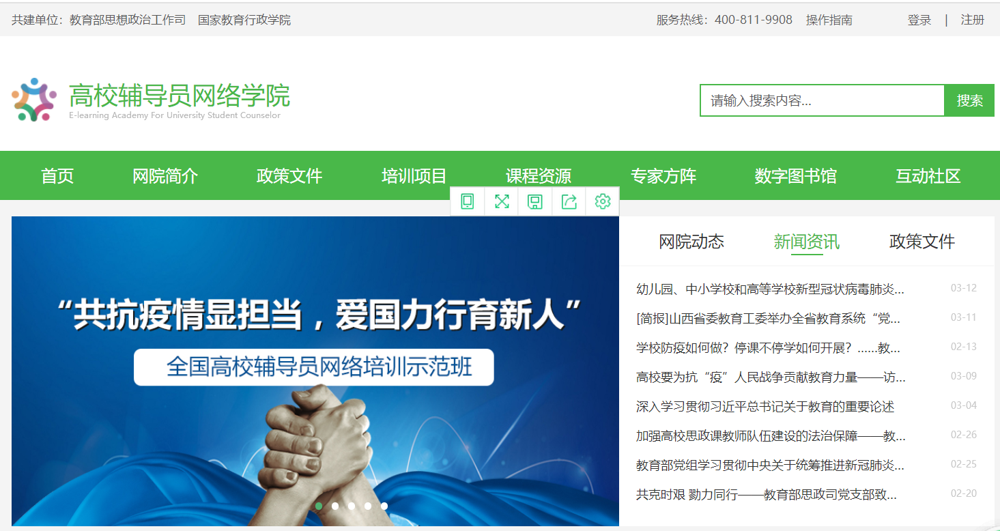 共建单位：教育部思想政治工作司 国家教育行政学院
服务热线：400-811-9908 操作指南 登录 | 注册
高校辅导员网络学院
E-learning Academy For University Student Counselor
请输入搜索内容... 搜索
首页 网院简介 政策文件 培训项目 课程资源 专家方阵 数字图书馆 互动社区
“共抗疫情显担当，爱国力行育新人”
全国高校辅导员网络培训示范班
网院动态 新闻资讯 政策文件
幼儿园、中小学校和高等学校新型冠状病毒肺炎... 03-12
[简报]山西省委教育工委举办全省教育系统“党... 03-11
学校防疫如何做？停课不停学如何开展？......教... 02-13
高校要为抗“疫”人民战争贡献教育力量——访... 03-09
深入学习贯彻习近平总书记关于教育的重要论述 03-04
加强高校思政课教师队伍建设的法治保障——教... 02-26
教育部党组学习贯彻中央关于统筹推进新冠肺炎... 02-25
共克时艰 勠力同行——教育部思政司党支部致... 02-20